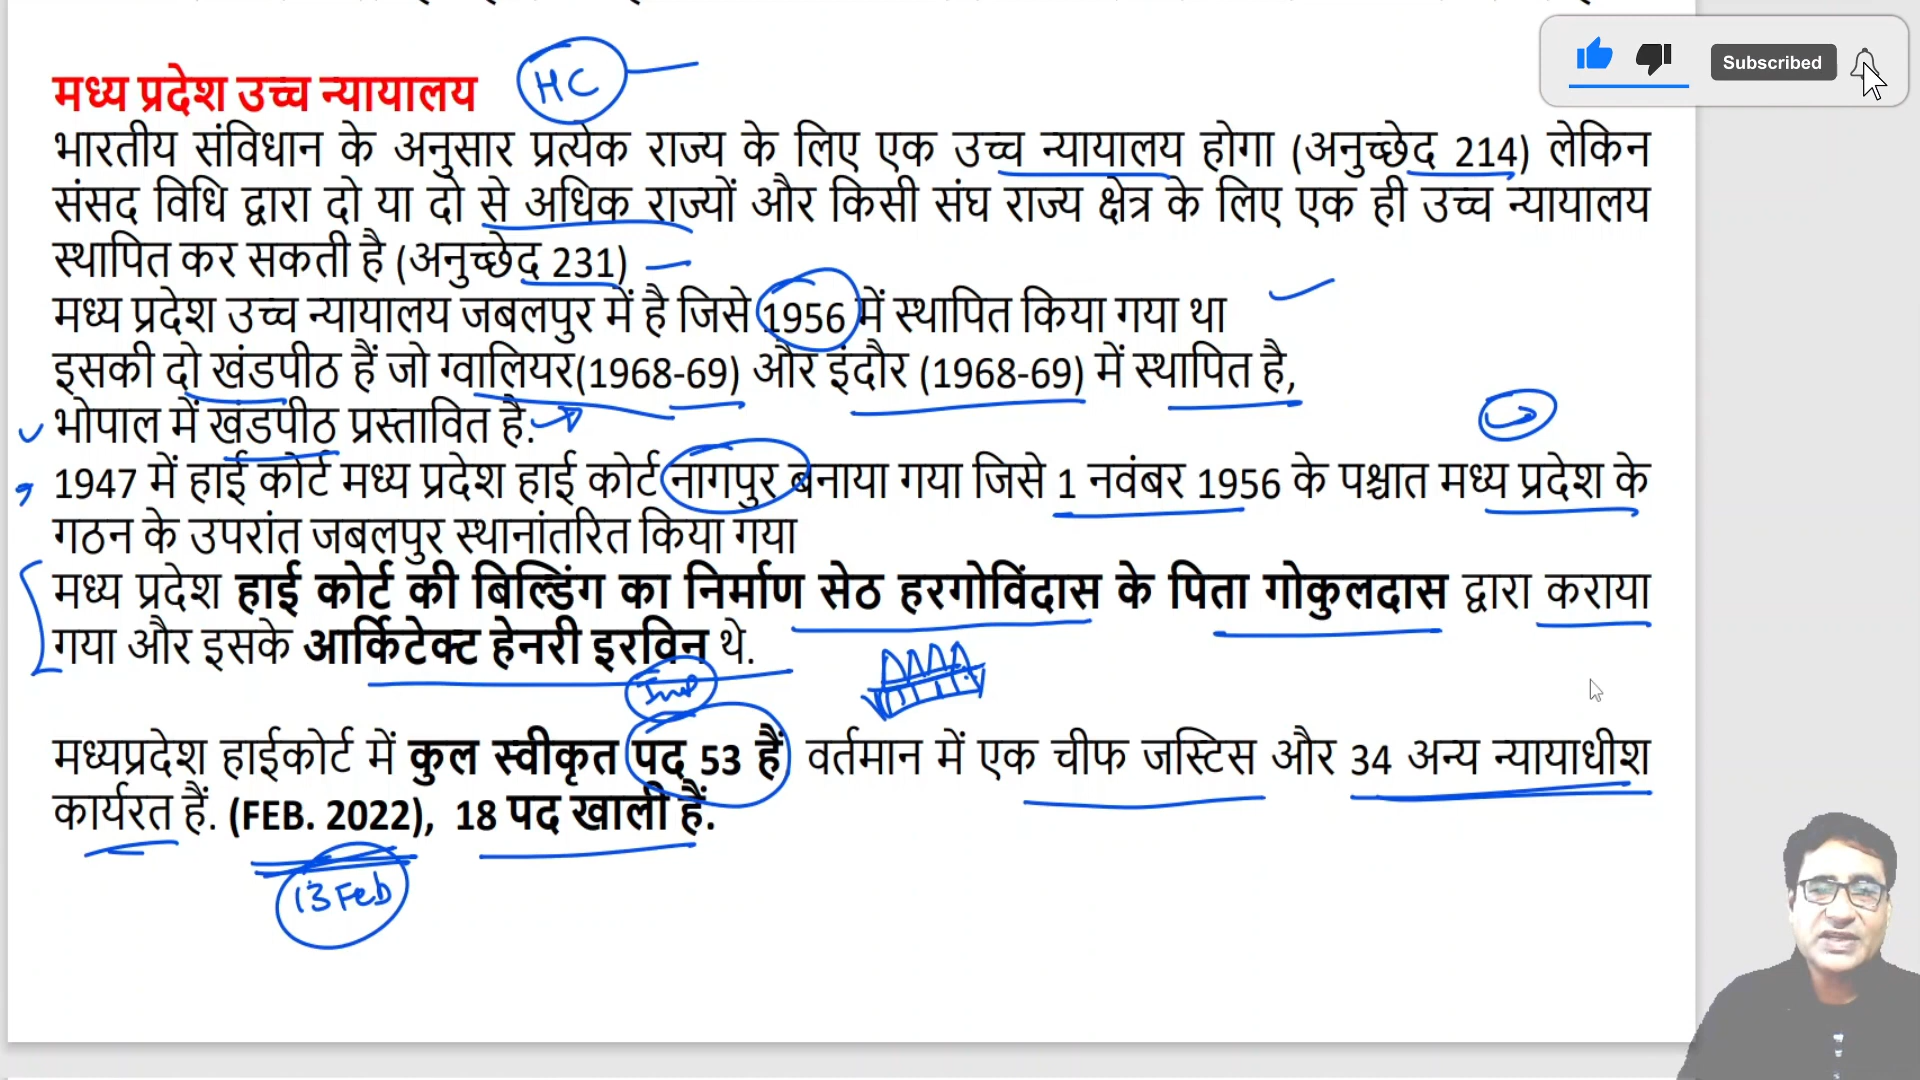 मध्य प्रदेश उच्च न्यायालय HC
Subscribed
भारतीय संविधान के अनुसार प्रत्येक राज्य के लिए एक उच्च न्यायालय होगा (अनुच्छेद 214) लेकिन
संसद विधि द्वारा दो या दो से अधिक राज्यों और किसी संघ राज्य क्षेत्र के लिए एक ही उच्च न्यायालय
स्थापित कर सकती है (अनुच्छेद 231)
मध्य प्रदेश उच्च न्यायालय जबलपुर में है जिसे 1956 में स्थापित किया गया था
इसकी दो खंडपीठ हैं जो ग्वालियर(1968-69) और इंदौर (1968-69) में स्थापित है,
भोपाल में खंडपीठ प्रस्तावित है.
1947 में हाई कोर्ट मध्य प्रदेश हाई कोर्ट नागपुर बनाया गया जिसे 1 नवंबर 1956 के पश्चात मध्य प्रदेश के
गठन के उपरांत जबलपुर स्थानांतरित किया गया
मध्य प्रदेश हाई कोर्ट की बिल्डिंग का निर्माण सेठ हरगोविंदास के पिता गोकुलदास द्वारा कराया
गया और इसके आर्किटेक्ट हेनरी इरविन थे.
Imp
मध्यप्रदेश हाईकोर्ट में कुल स्वीकृत पद 53 हैं वर्तमान में एक चीफ जस्टिस और 34 अन्य न्यायाधीश
कार्यरत हैं. (FEB. 2022), 18 पद खाली हैं.
13 Feb